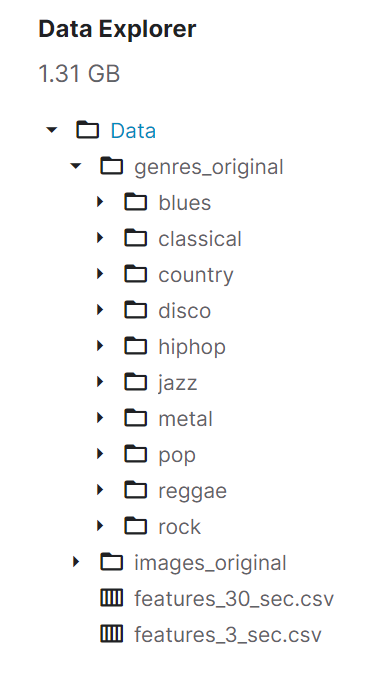 Data Explorer
1.31 GB
Data
genres_original
blues
classical
country
disco
hiphop
jazz
metal
pop
reggae
rock
images_original
features_30_sec.csv
features_3_sec.csv